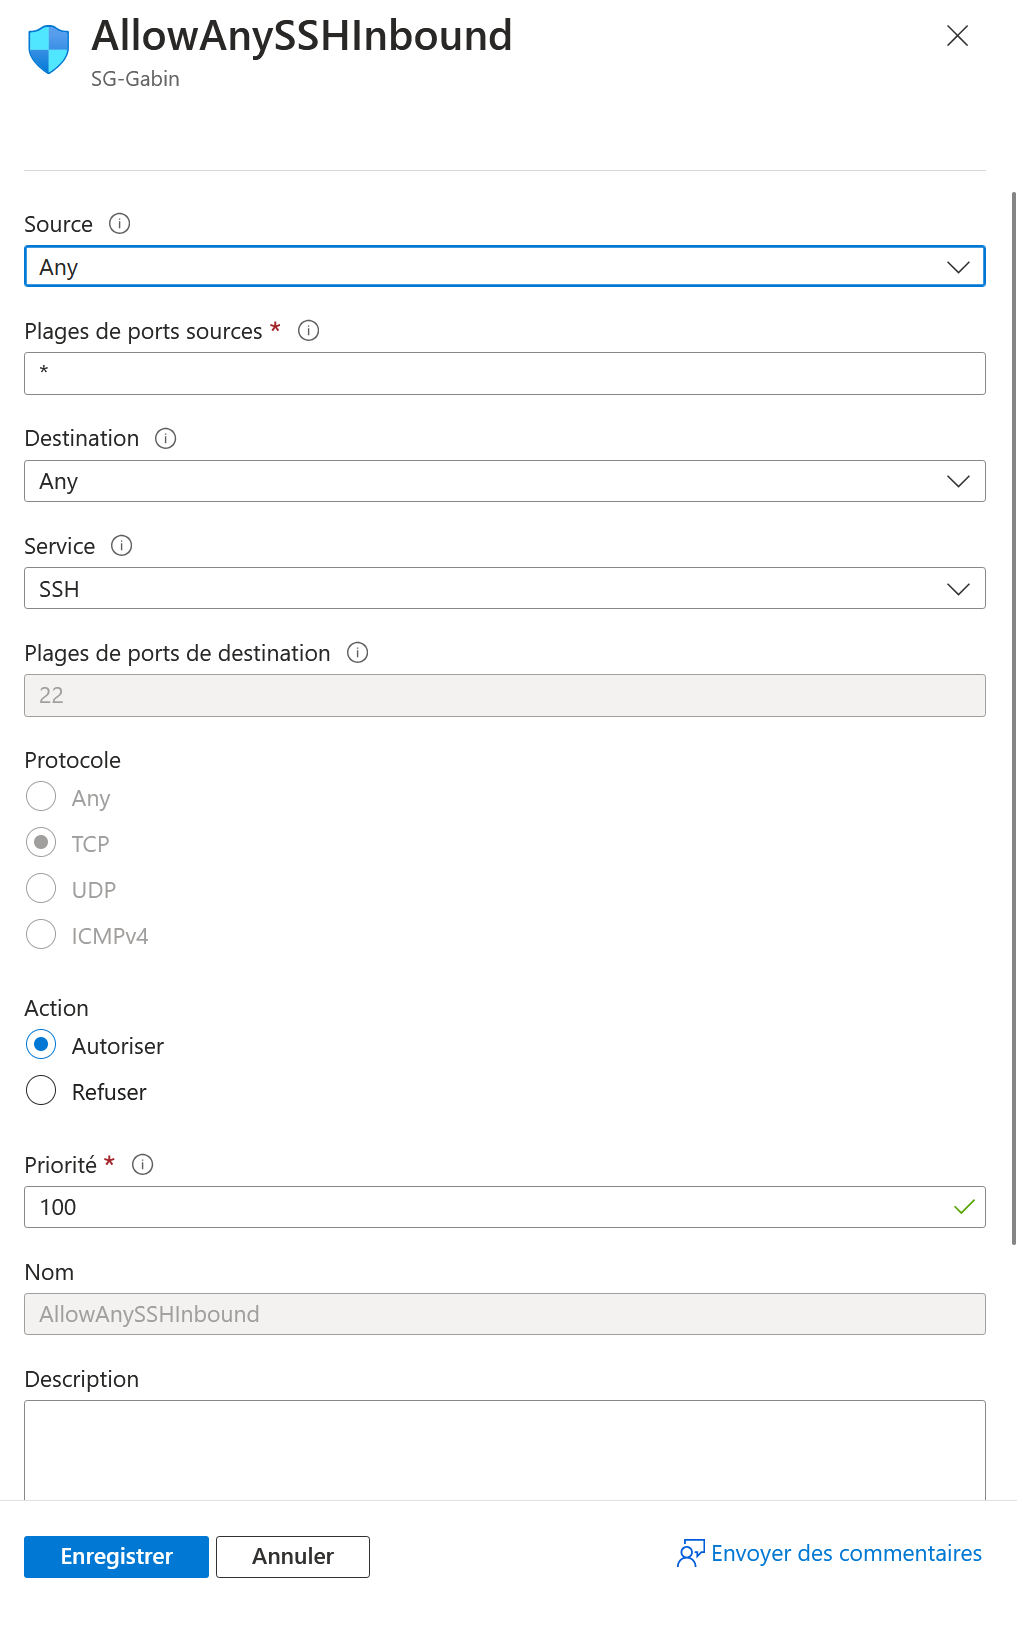 AllowAnySSHInbound
SG-Gabin
Source
Any
Plages de ports sources *
*
Destination
Any
Service
SSH
Plages de ports de destination
22
Protocole
Any
TCP
UDP
ICMPv4
Action
Autoriser
Refuser
Priorité *
100
Nom
AllowAnySSHInbound
Description
Enregistrer Annuler Envoyer des commentaires